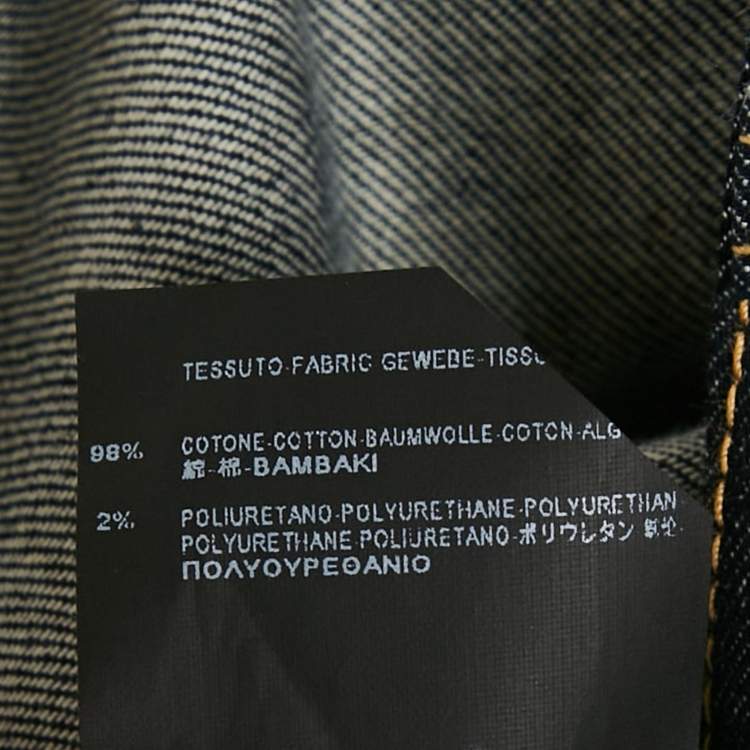 TESSUTO-FABRIC GEWEBE-TISSU
98% COTONE-COTTON-BAUMWOLLE-COTON-ALG
綿-棉-BAMBAKI
2% POLIURETANO-POLYURETHANE-POLYURETHAN
POLYURETHANE POLIURETANO-ポリウレタン
ΠΟΛΥΟΥΡΕΘΑΝΙΟ